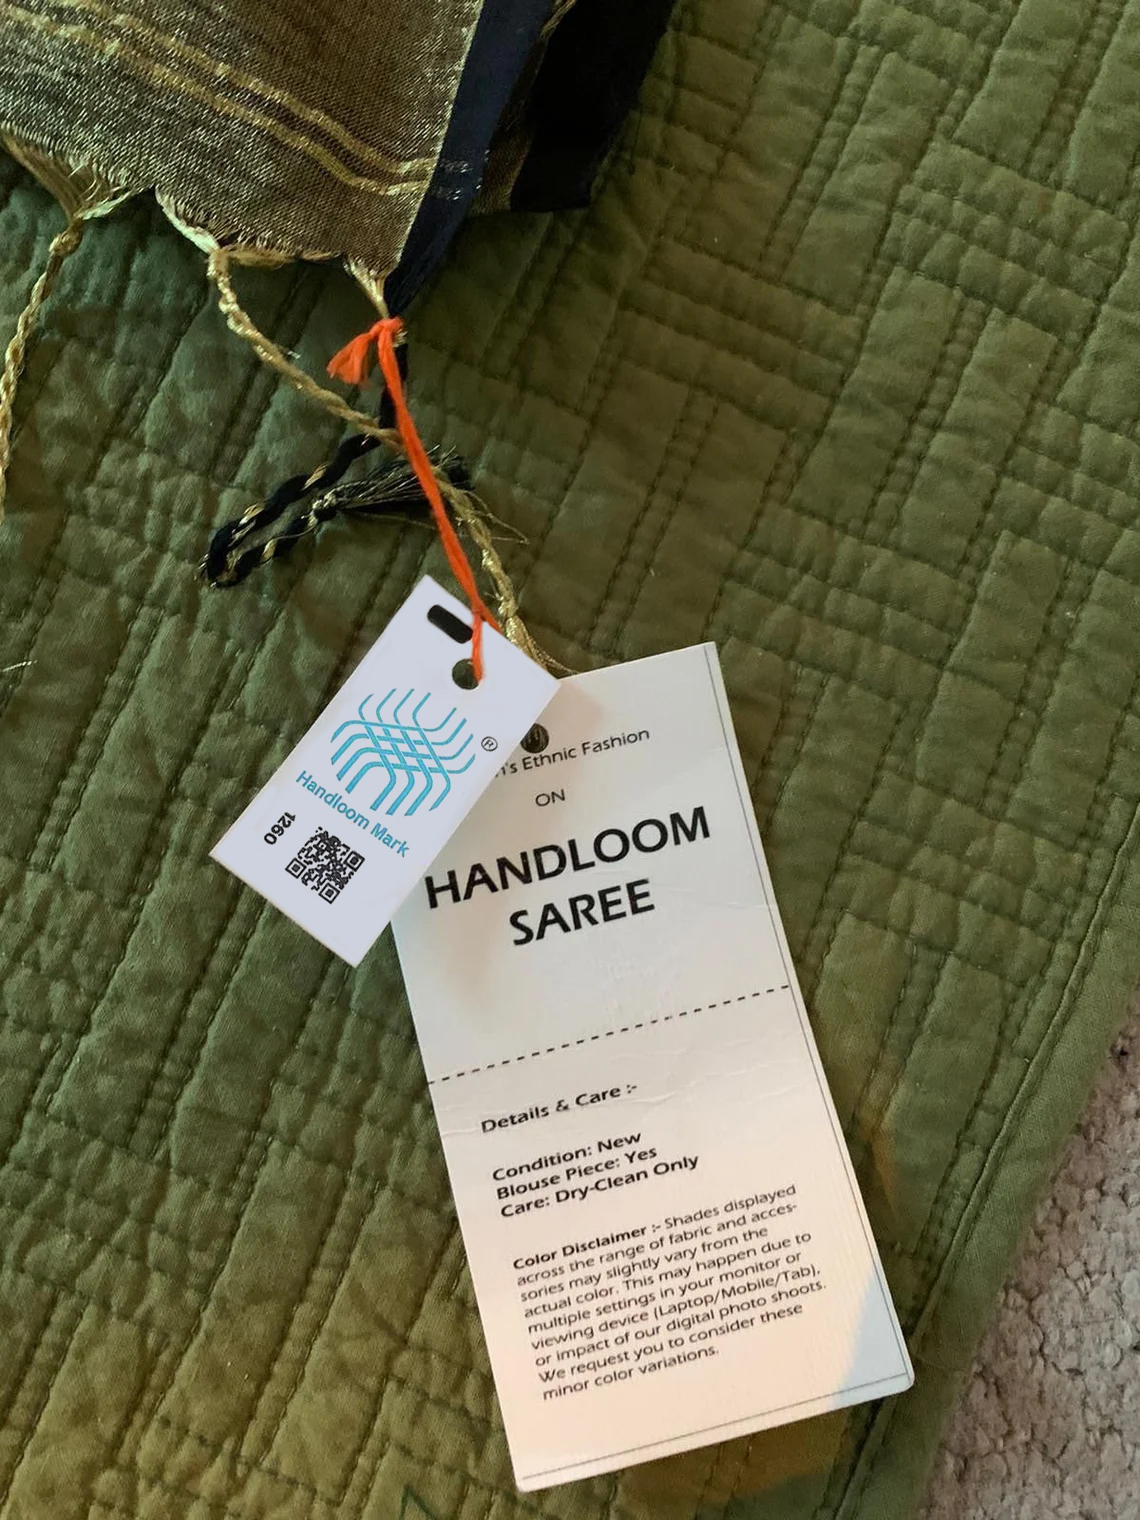 Handloom Mark
®
1260
Ethnic Fashion
ON
HANDLOOM
SAREE
Details & Care :-
Condition: New
Blouse Piece: Yes
Care: Dry-Clean Only
Color Disclaimer :- Shades displayed
across the range of fabric and acces-
sories may slightly vary from the
actual color. This may happen due to
multiple settings in your monitor or
viewing device (Laptop/Mobile/Tab),
or impact of our digital photo shoots.
We request you to consider these
minor color variations.